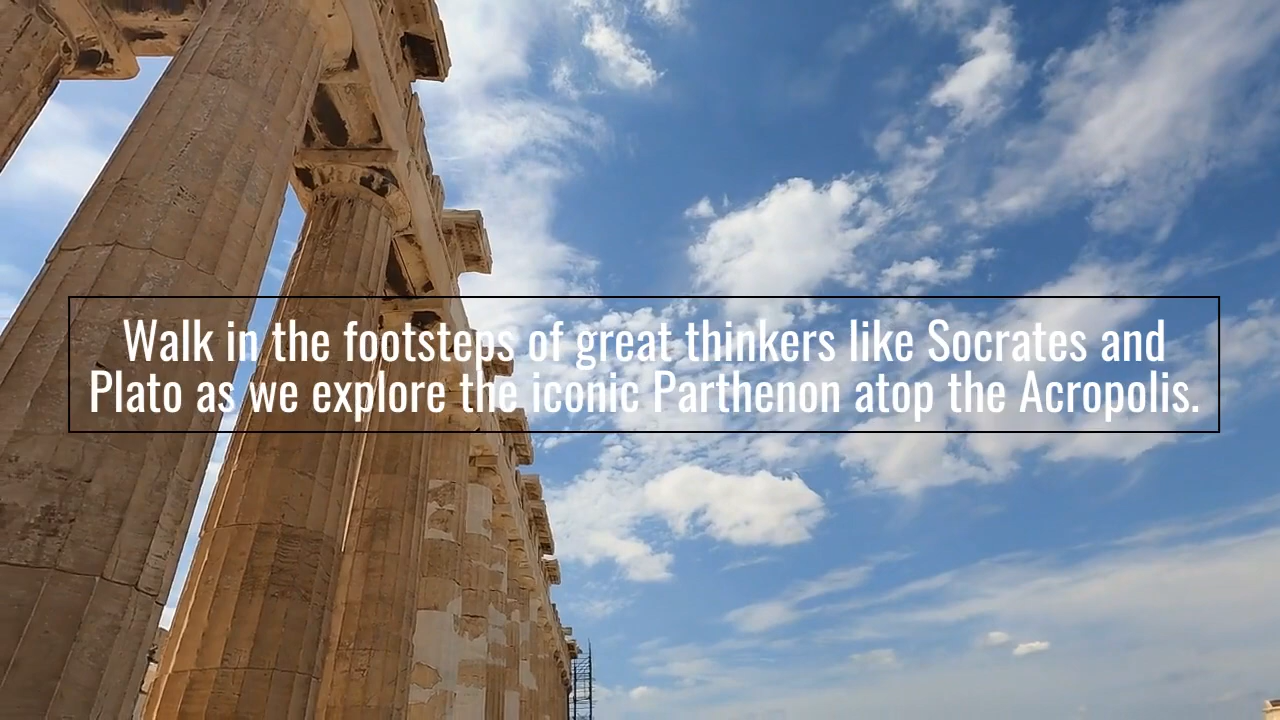 Walk in the footsteps of great thinkers like Socrates and
Plato as we explore the iconic Parthenon atop the Acropolis.